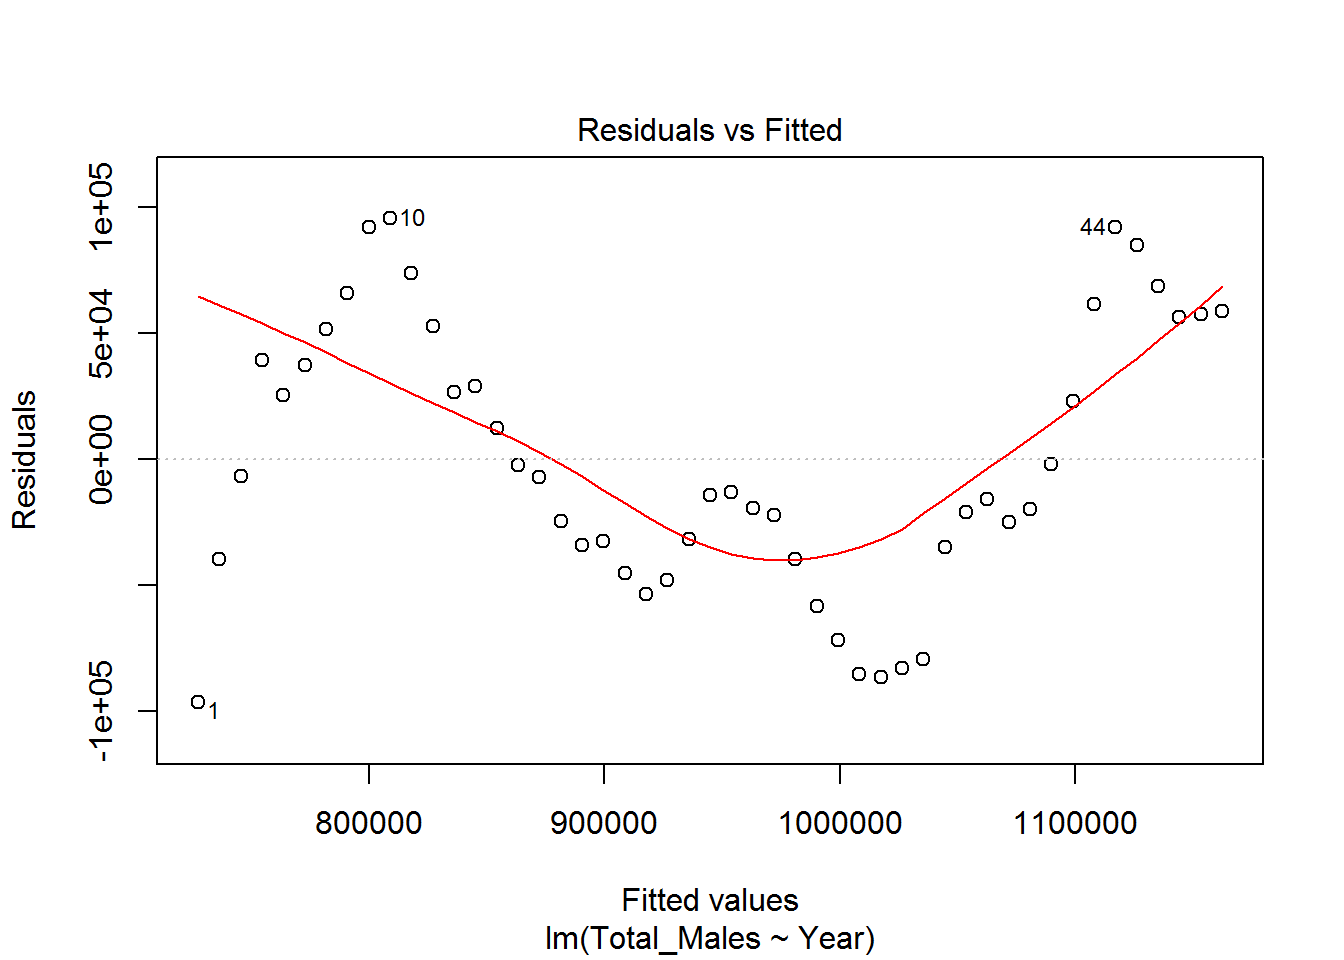 Residuals vs Fitted
1e+05
5e+04
0e+00
-1e+05
Residuals
10
44
1
800000 900000 1000000 1100000
Fitted values
lm(Total_Males ~ Year)